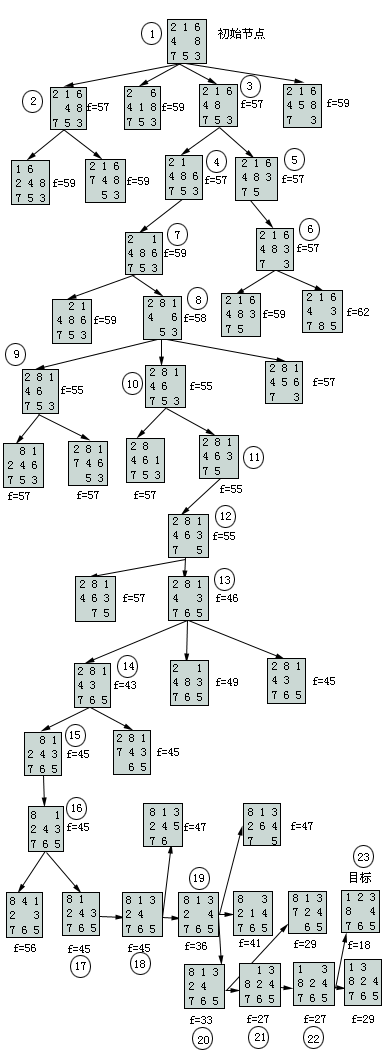 1
2 1 6
4 8
7 5 3
初始节点
2
2 1 6
4 8
7 5 3
f=57
2 6
4 1 8
7 5 3
f=59
3
2 1 6
4 8
7 5 3
f=57
2 1 6
4 5 8
7 3
f=59
1 6
2 4 8
7 5 3
f=59
2 1 6
7 4 8
5 3
f=59
4
2 1
4 8 6
7 5 3
f=57
5
2 1 6
4 8 3
7 5
f=57
7
2 1
4 8 6
7 5 3
f=59
6
2 1 6
4 8 3
7 3
f=57
2 1
4 8 6
7 5 3
f=59
8
2 8 1
4 6
5 3
f=58
2 1 6
4 8 3
7 5
f=59
2 1 6
4 3
7 8 5
f=62
9
2 8 1
4 6
7 5 3
f=55
10
2 8 1
4 6
7 5 3
f=55
2 8 1
4 5 6
7 3
f=57
8 1
2 4 6
7 5 3
f=57
2 8 1
7 4 6
5 3
f=57
2 8
4 6 1
7 5 3
f=57
2 8 1
4 6 3
7 5
11
f=55
12
2 8 1
4 6 3
7 5
f=55
2 8 1
4 6 3
7 5
f=57
13
2 8 1
4 3
7 6 5
f=46
14
2 8 1
4 3
7 6 5
f=43
2 1
4 8 3
7 6 5
f=49
2 8 1
4 3
7 6 5
f=45
15
8 1
2 4 3
7 6 5
f=45
2 8 1
7 4 3
6 5
f=45
16
8 1
2 4 3
7 6 5
f=45
8 1 3
2 4 5
7 6
f=47
8 1 3
2 6 4
7 5
f=47
8 4 1
2 3
7 6 5
f=56
8 1
2 4 3
7 6 5
f=45
17
8 1 3
2 4
7 6 5
f=45
18
19
8 1 3
2 4
7 6 5
f=36
8 3
2 1 4
7 6 5
f=41
8 1 3
7 2 4
6 5
f=29
23
目标
1 2 3
8 4
7 6 5
f=18
8 1 3
2 4
7 6 5
f=33
20
1 3
8 2 4
7 6 5
f=27
21
1 3
8 2 4
7 6 5
f=27
22
1 3
8 2 4
7 6 5
f=29